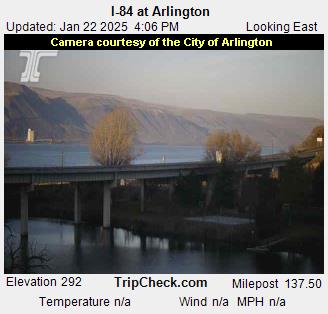 I-84 at Arlington
Updated: Jan 22 2025 4:06 PM Looking East
Camera courtesy of the City of Arlington
Elevation 292 TripCheck.com Milepost 137.50
Temperature n/a Wind n/a MPH n/a